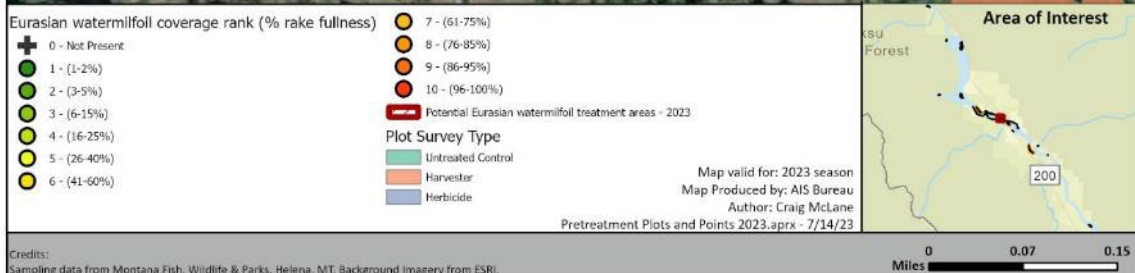 Eurasian watermilfoil coverage rank (% rake fullness)
0 - Not Present
1 - (1-2%)
2 - (3-5%)
3 - (6-15%)
4 - (16-25%)
5 - (26-40%)
6 - (41-60%)
7 - (61-75%)
8 - (76-85%)
9 - (86-95%)
10 - (96-100%)
Potential Eurasian watermilfoil treatment areas - 2023
Plot Survey Type
Untreated Control
Harvester
Herbicide
Map valid for: 2023 season
Map Produced by: AIS Bureau
Author: Craig McLane
Pretreatment Plots and Points 2023.aprx - 7/14/23
Area of Interest
Forest
200
Credits:
Sampling data from Montana Fish, Wildlife & Parks, Helena, MT. Background Imagery from ESRI.
0 0.07 0.15
Miles